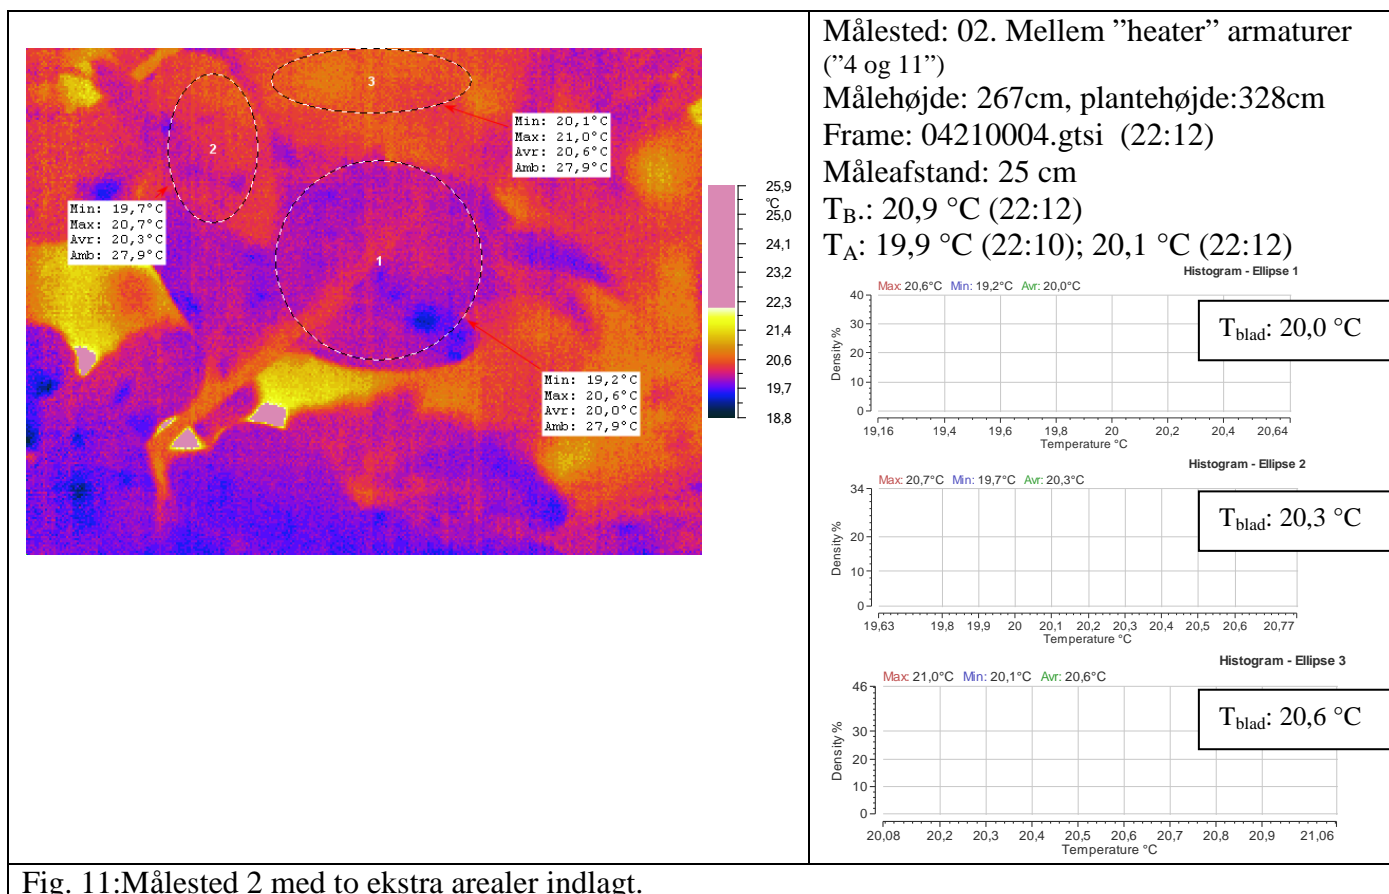 3
Min: 20,1°C
Max: 21,0°C
Avr: 20,6°C
Amb: 27,9°C
2
Min: 19,7°C
Max: 20,7°C
Avr: 20,3°C
Amb: 27,9°C
1
Min: 19,2°C
Max: 20,6°C
Avr: 20,0°C
Amb: 27,9°C
25,9
°C
25,0
24,1
23,2
22,3
21,4
20,6
19,7
18,8
Målested: 02. Mellem ”heater” armaturer
(”4 og 11”)
Målehøjde: 267cm, plantehøjde:328cm
Frame: 04210004.gtsi (22:12)
Måleafstand: 25 cm
TB.: 20,9 °C (22:12)
TA: 19,9 °C (22:10); 20,1 °C (22:12)
Histogram - Ellipse 1
Max: 20,6°C Min: 19,2°C Avr: 20,0°C
Tblad: 20,0 °C
Density %
40
30
20
10
0
19,16 19,4 19,6 19,8 20 20,2 20,4 20,64
Temperature °C
Histogram - Ellipse 2
Max: 20,7°C Min: 19,7°C Avr: 20,3°C
Tblad: 20,3 °C
Density %
34
20
10
0
19,63 19,8 19,9 20 20,1 20,2 20,3 20,4 20,5 20,6 20,77
Temperature °C
Histogram - Ellipse 3
Max: 21,0°C Min: 20,1°C Avr: 20,6°C
Tblad: 20,6 °C
Density %
46
30
20
10
0
20,08 20,2 20,3 20,4 20,5 20,6 20,7 20,8 20,9 21,06
Temperature °C
Fig. 11:Målested 2 med to ekstra arealer indlagt.